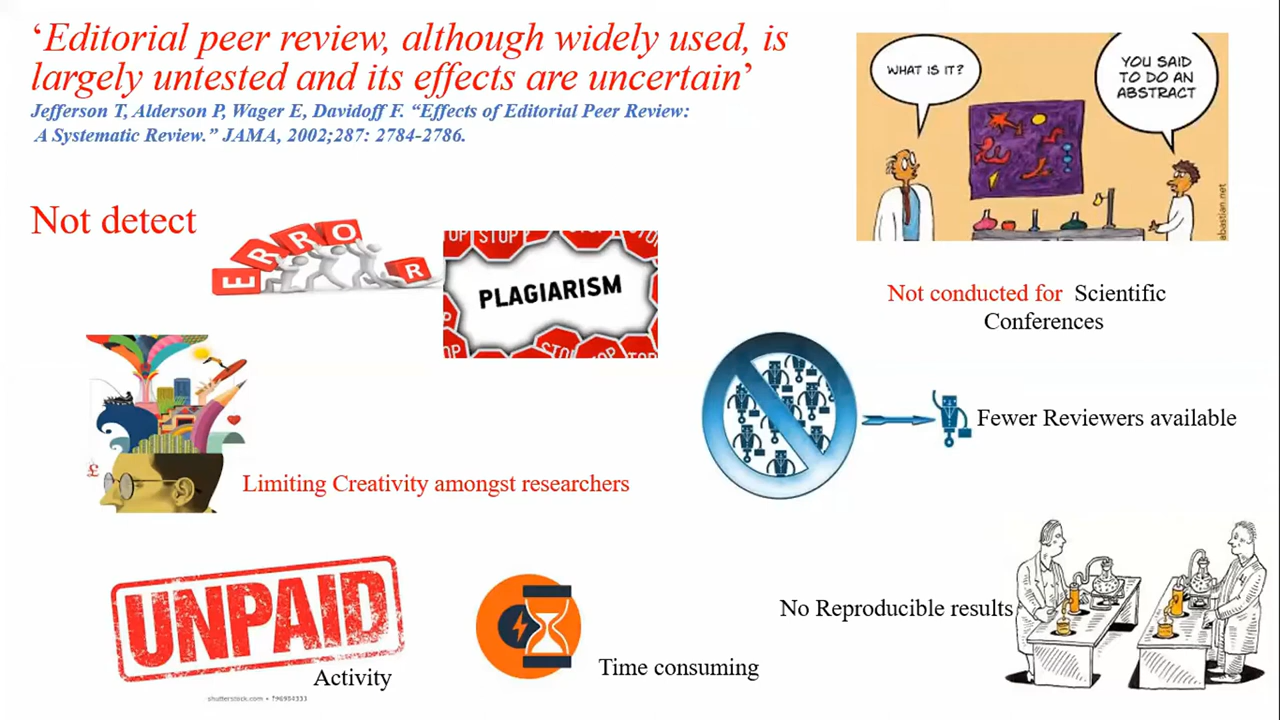 ‘Editorial peer review, although widely used, is
largely untested and its effects are uncertain’
Jefferson T, Alderson P, Wager E, Davidoff F. “Effects of Editorial Peer Review:
A Systematic Review.” JAMA, 2002;287: 2784-2786.
WHAT IS IT?
YOU SAID
TO DO AN
ABSTRACT
abastian.net
Not detect
ERROR
STOP
PLAGIARISM
Not conducted for Scientific
Conferences
Fewer Reviewers available
£
Limiting Creativity amongst researchers
UNPAID
Activity
shutterstock.com
Time consuming
No Reproducible results